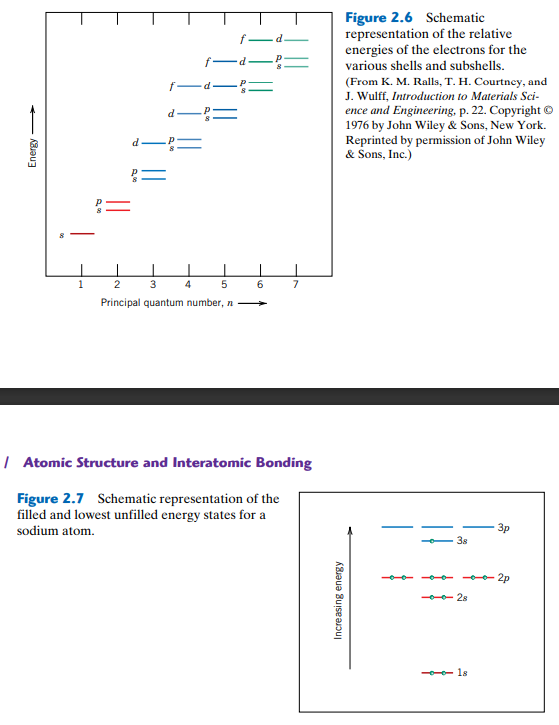 Figure 2.6 Schematic
representation of the relative
energies of the electrons for the
various shells and subshells.
(From K. M. Ralls, T. H. Courtney, and
J. Wulff, Introduction to Materials Sci-
ence and Engineering, p. 22. Copyright ©
1976 by John Wiley & Sons, New York.
Reprinted by permission of John Wiley
& Sons, Inc.)
Energy
f d
f d p
s
f d p
s
d p
s
d p
s
p
s
p
s
s
1 2 3 4 5 6 7
Principal quantum number, n
/ Atomic Structure and Interatomic Bonding
Figure 2.7 Schematic representation of the
filled and lowest unfilled energy states for a
sodium atom.
Increasing energy
3p
3s
2p
2s
1s